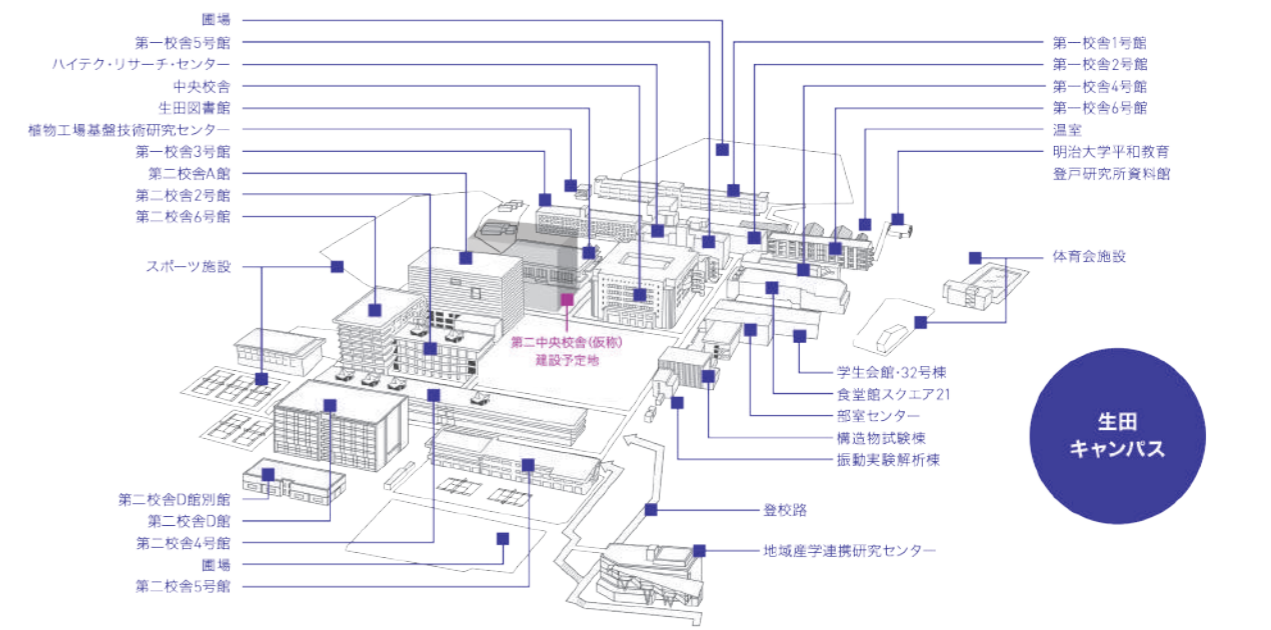 圃場
第一校舎5号館
ハイテク・リサーチ・センター
中央校舎
生田図書館
植物工場基盤技術研究センター
第一校舎3号館
第二校舎A館
第二校舎2号館
第二校舎6号館
スポーツ施設
第一校舎1号館
第一校舎2号館
第一校舎4号館
第一校舎6号館
温室
明治大学平和教育
登戸研究所資料館
体育会施設
第二中央校舎(仮称)
建設予定地
学生会館・32号棟
食堂館スクエア21
部室センター
構造物試験棟
振動実験解析棟
生田
キャンパス
第二校舎D館別館
第二校舎D館
第二校舎4号館
圃場
第二校舎5号館
登校路
地域産学連携研究センター